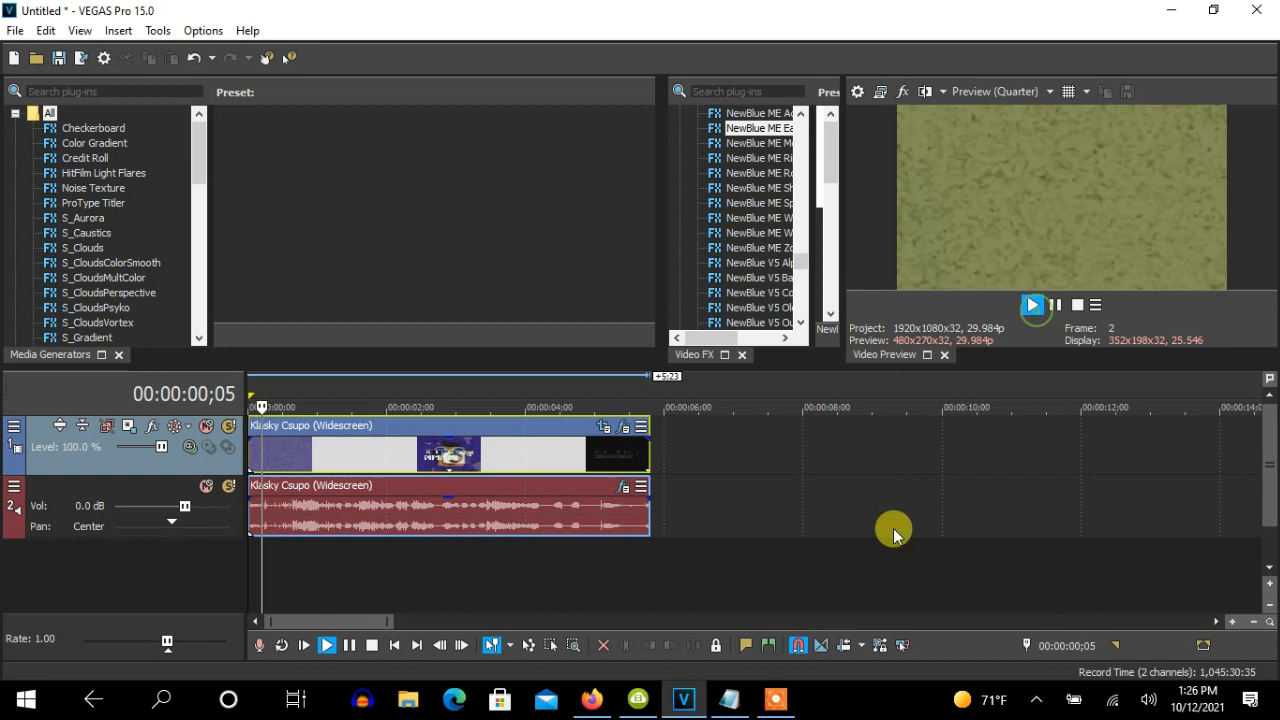 Untitled * - VEGAS Pro 15.0
File Edit View Insert Tools Options Help
Search plug-ins
Preset:
All
Checkerboard
Color Gradient
Credit Roll
HitFilm Light Flares
Noise Texture
ProType Titler
S_Aurora
S_Caustics
S_Clouds
S_CloudsColorSmooth
S_CloudsMultColor
S_CloudsPerspective
S_CloudsPsyko
S_CloudsVortex
S_Gradient
Media Generators
Search plug-ins
Pres
NewBlue ME Ac
NewBlue ME Ea
NewBlue ME Mo
NewBlue ME Ri
NewBlue ME Ro
NewBlue ME Sh
NewBlue ME Sp
NewBlue ME W
NewBlue ME W
NewBlue ME Zo
NewBlue V5 Alp
NewBlue V5 Ba
NewBlue V5 Co
NewBlue V5 Ol
NewBlue V5 Ou
Newl
Video FX
Preview (Quarter)
Project: 1920x1080x32, 29.984p
Frame: 2
Preview: 480x270x32, 29.984p
Display: 352x198x32, 25.546
Video Preview
00:00:00;05
+5;23
00:00:02;00
00:00:04;00
00:00:06;00
00:00:08;00
00:00:10;00
00:00:12;00
1
Level: 100.0 %
Klasky Csupo (Widescreen)
2
Vol: 0.0 dB
Pan: Center
Klasky Csupo (Widescreen)
Rate: 1.00
00:00:00;05
Record Time (2 channels): 1,045:30:35
71°F
1:26 PM
10/12/2021